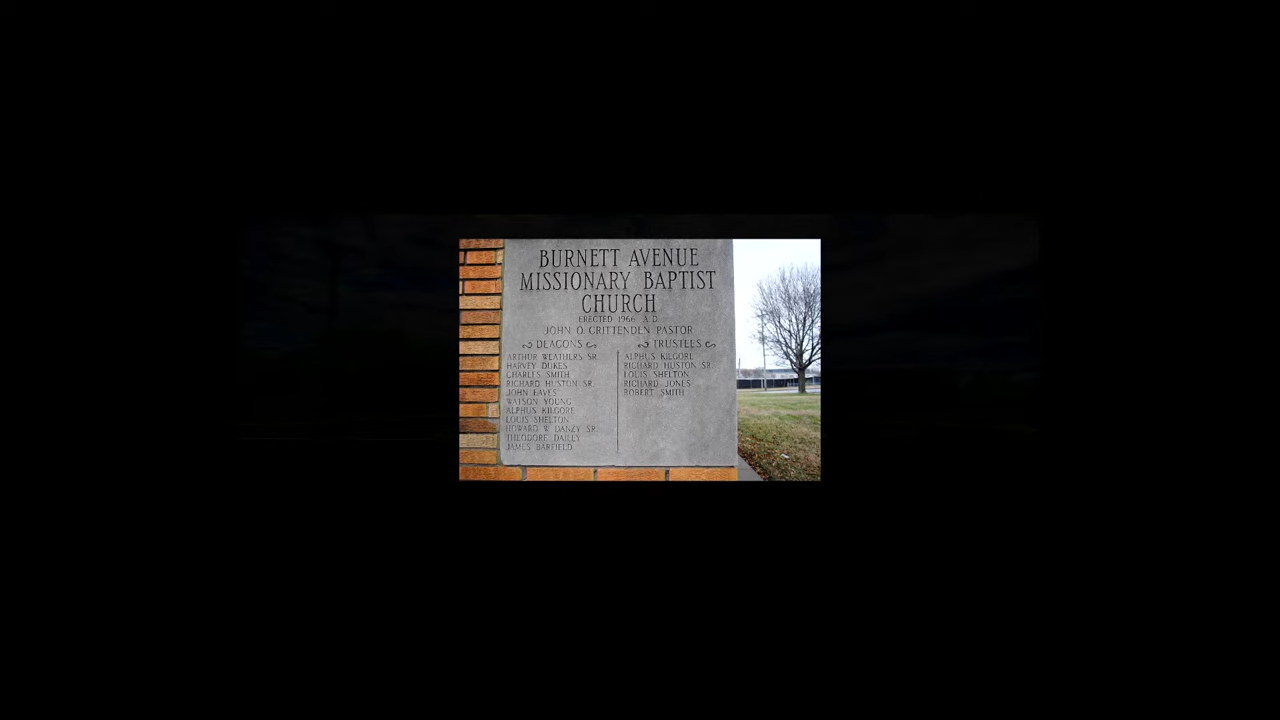 BURNETT AVENUE
MISSIONARY BAPTIST
CHURCH
ERECTED 1966 A.D.
JOHN O. CRITTENDEN PASTOR
DEACONS
ARTHUR WEATHERS SR.
HARVEY DUKES
CHARLES SMITH
RICHARD HUSTON SR.
JOHN EAVES
WATSON YOUNG
ALPHUS KILGORE
LOUIS SHELTON
HOWARD W. DANZY SR.
THEODORE DAILLY
JAMES BARFIELD
TRUSTEES
ALPHUS KILGORE
RICHARD HUSTON SR.
LOUIS SHELTON
RICHARD JONES
ROBERT SMITH